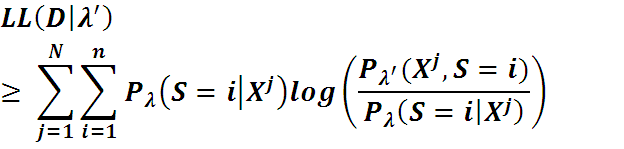 LL(D|λ′)
≥ ∑_{j=1}^{N} ∑_{i=1}^{n} P_λ(S = i|X^j) log(P_λ′(X^j, S = i) / P_λ(S = i|X^j))